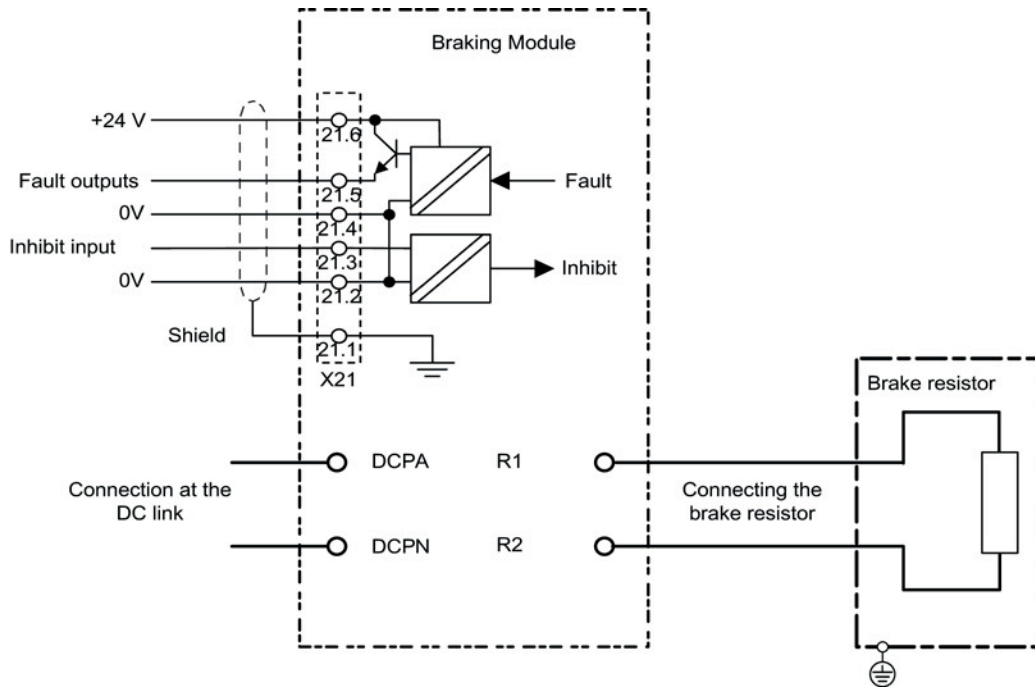 Braking Module
+24 V
21.6
Fault outputs
21.5
Fault
0V
21.4
Inhibit input
21.3
Inhibit
0V
21.2
Shield
21.1
X21
Brake resistor
DCPA
R1
Connection at the
DC link
Connecting the
brake resistor
DCPN
R2